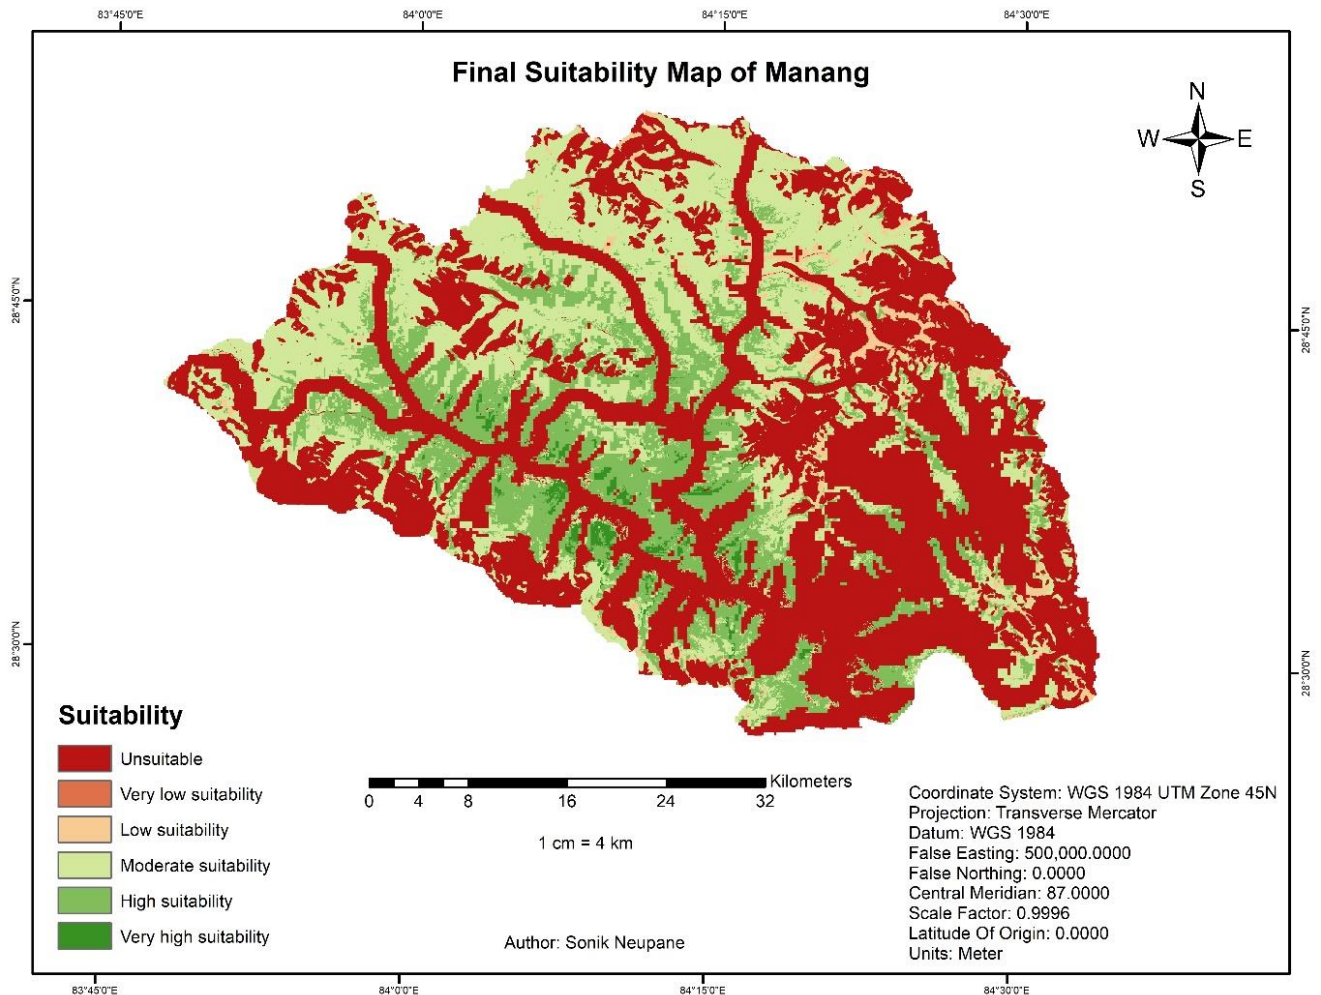 83°45'0"E 84°0'0"E 84°15'0"E 84°30'0"E
Final Suitability Map of Manang
N
W E
S
28°45'0"N
28°45'0"N
28°30'0"N
28°30'0"N
Suitability
Unsuitable
Very low suitability
Low suitability
Moderate suitability
High suitability
Very high suitability
Kilometers
0 4 8 16 24 32
1 cm = 4 km
Author: Sonik Neupane
Coordinate System: WGS 1984 UTM Zone 45N
Projection: Transverse Mercator
Datum: WGS 1984
False Easting: 500,000.0000
False Northing: 0.0000
Central Meridian: 87.0000
Scale Factor: 0.9996
Latitude Of Origin: 0.0000
Units: Meter
83°45'0"E 84°0'0"E 84°15'0"E 84°30'0"E